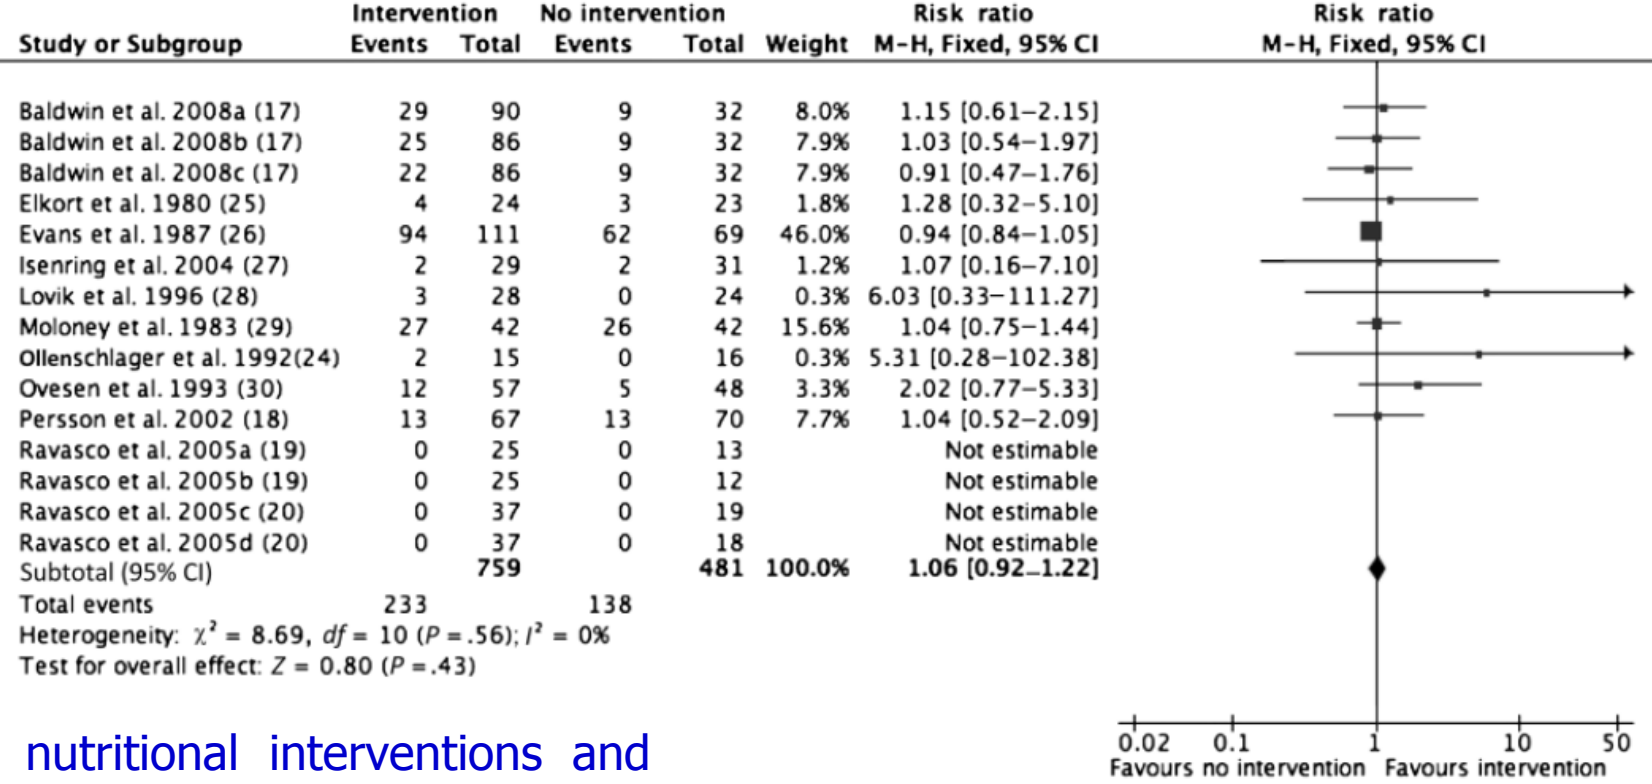 Intervention No intervention Risk ratio Risk ratio
Study or Subgroup Events Total Events Total Weight M-H, Fixed, 95% CI M-H, Fixed, 95% CI
Baldwin et al. 2008a (17) 29 90 9 32 8.0% 1.15 [0.61–2.15]
Baldwin et al. 2008b (17) 25 86 9 32 7.9% 1.03 [0.54–1.97]
Baldwin et al. 2008c (17) 22 86 9 32 7.9% 0.91 [0.47–1.76]
Elkort et al. 1980 (25) 4 24 3 23 1.8% 1.28 [0.32–5.10]
Evans et al. 1987 (26) 94 111 62 69 46.0% 0.94 [0.84–1.05]
Isenring et al. 2004 (27) 2 29 2 31 1.2% 1.07 [0.16–7.10]
Lovik et al. 1996 (28) 3 28 0 24 0.3% 6.03 [0.33–111.27]
Moloney et al. 1983 (29) 27 42 26 42 15.6% 1.04 [0.75–1.44]
Ollenschlager et al. 1992(24) 2 15 0 16 0.3% 5.31 [0.28–102.38]
Ovesen et al. 1993 (30) 12 57 5 48 3.3% 2.02 [0.77–5.33]
Persson et al. 2002 (18) 13 67 13 70 7.7% 1.04 [0.52–2.09]
Ravasco et al. 2005a (19) 0 25 0 13 Not estimable
Ravasco et al. 2005b (19) 0 25 0 12 Not estimable
Ravasco et al. 2005c (20) 0 37 0 19 Not estimable
Ravasco et al. 2005d (20) 0 37 0 18 Not estimable
Subtotal (95% CI) 759 481 100.0% 1.06 [0.92–1.22]
Total events 233 138
Heterogeneity: χ² = 8.69, df = 10 (P =.56); I² = 0%
Test for overall effect: Z = 0.80 (P =.43)
0.02 0.1 1 10 50
Favours no intervention Favours intervention
nutritional interventions and